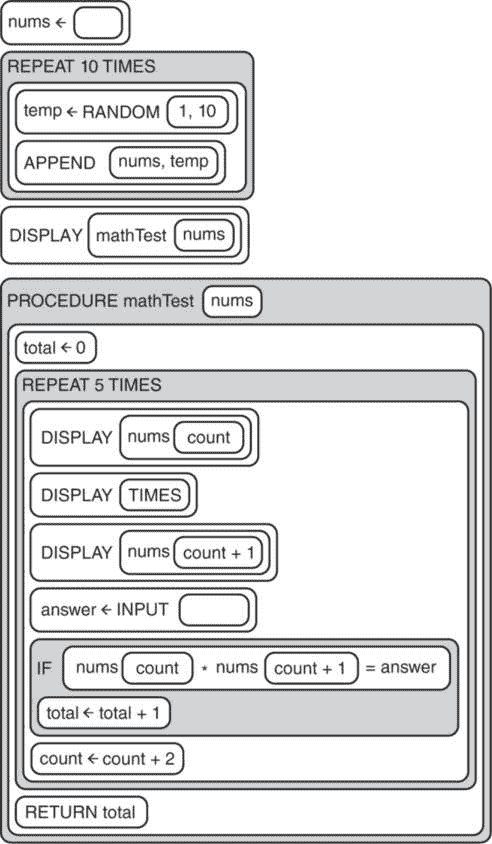 nums ←
REPEAT 10 TIMES
temp ← RANDOM 1, 10
APPEND nums, temp
DISPLAY mathTest nums
PROCEDURE mathTest nums
total ← 0
REPEAT 5 TIMES
DISPLAY nums count
DISPLAY TIMES
DISPLAY nums count + 1
answer ← INPUT
IF nums count * nums count + 1 = answer
total ← total + 1
count ← count + 2
RETURN total